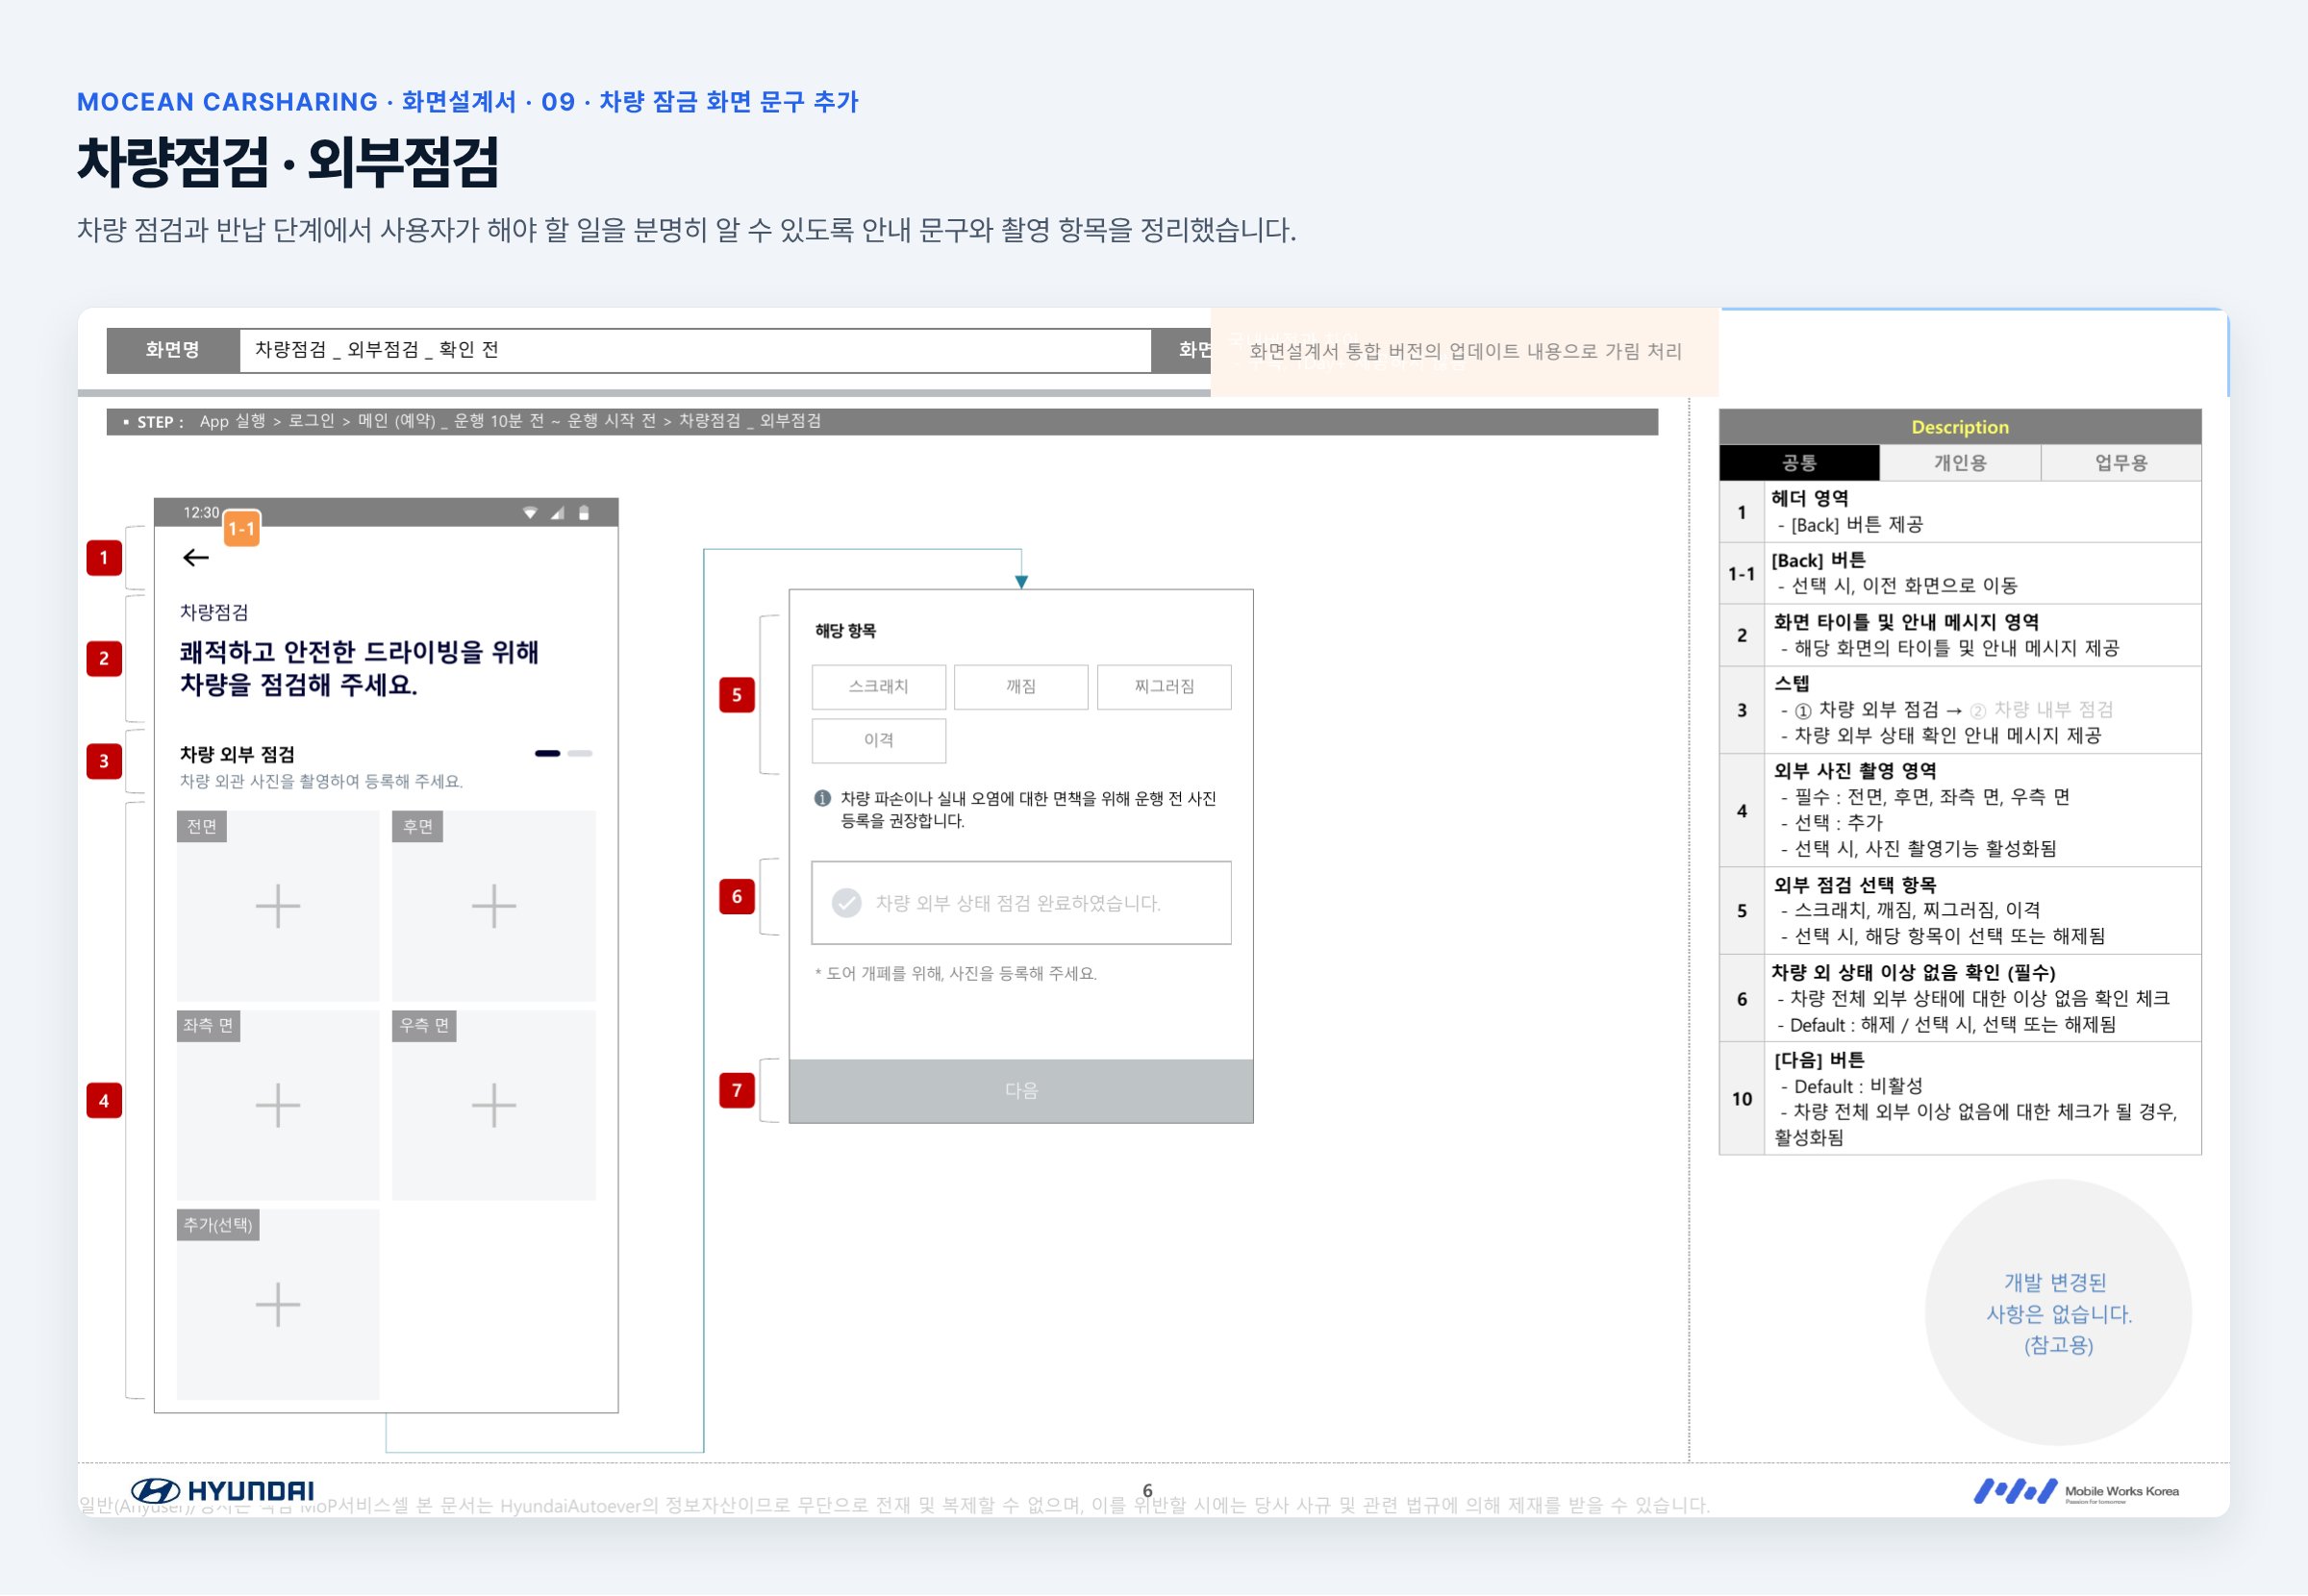 MOCEAN CARSHARING · 화면설계서 · 09 · 차량 잠금 화면 문구 추가
차량점검 · 외부점검
차량 점검과 반납 단계에서 사용자가 해야 할 일을 분명히 알 수 있도록 안내 문구와 촬영 항목을 정리했습니다.
화면명
차량점검 _ 외부점검 _ 확인 전
화면
화면설계서 통합 버전의 업데이트 내용으로 가림 처리
▪ STEP : App 실행 > 로그인 > 메인 (예약) _ 운행 10분 전 ~ 운행 시작 전 > 차량점검 _ 외부점검
12:30
1-1
1
2
3
4
차량점검
쾌적하고 안전한 드라이빙을 위해
차량을 점검해 주세요.
차량 외부 점검
차량 외관 사진을 촬영하여 등록해 주세요.
전면
후면
좌측 면
우측 면
추가(선택)
5
해당 항목
스크래치
깨짐
찌그러짐
이격
차량 파손이나 실내 오염에 대한 면책을 위해 운행 전 사진
등록을 권장합니다.
6
차량 외부 상태 점검 완료하였습니다.
* 도어 개폐를 위해, 사진을 등록해 주세요.
7
다음
Description
공통
개인용
업무용
1
헤더 영역
- [Back] 버튼 제공
1-1
[Back] 버튼
- 선택 시, 이전 화면으로 이동
2
화면 타이틀 및 안내 메시지 영역
- 해당 화면의 타이틀 및 안내 메시지 제공
3
스텝
- ① 차량 외부 점검 → ② 차량 내부 점검
- 차량 외부 상태 확인 안내 메시지 제공
4
외부 사진 촬영 영역
- 필수 : 전면, 후면, 좌측 면, 우측 면
- 선택 : 추가
- 선택 시, 사진 촬영기능 활성화됨
5
외부 점검 선택 항목
- 스크래치, 깨짐, 찌그러짐, 이격
- 선택 시, 해당 항목이 선택 또는 해제됨
6
차량 외 상태 이상 없음 확인 (필수)
- 차량 전체 외부 상태에 대한 이상 없음 확인 체크
- Default : 해제 / 선택 시, 선택 또는 해제됨
10
[다음] 버튼
- Default : 비활성
- 차량 전체 외부 이상 없음에 대한 체크가 될 경우,
활성화됨
개발 변경된
사항은 없습니다.
(참고용)
HYUNDAI
6
Mobile Works Korea
Passion for tomorrow
일반(Anyuser)/ MoP서비스셀 본 문서는 HyundaiAutoever의 정보자산이므로 무단으로 전재 및 복제할 수 없으며, 이를 위반할 시에는 당사 사규 및 관련 법규에 의해 제재를 받을 수 있습니다.